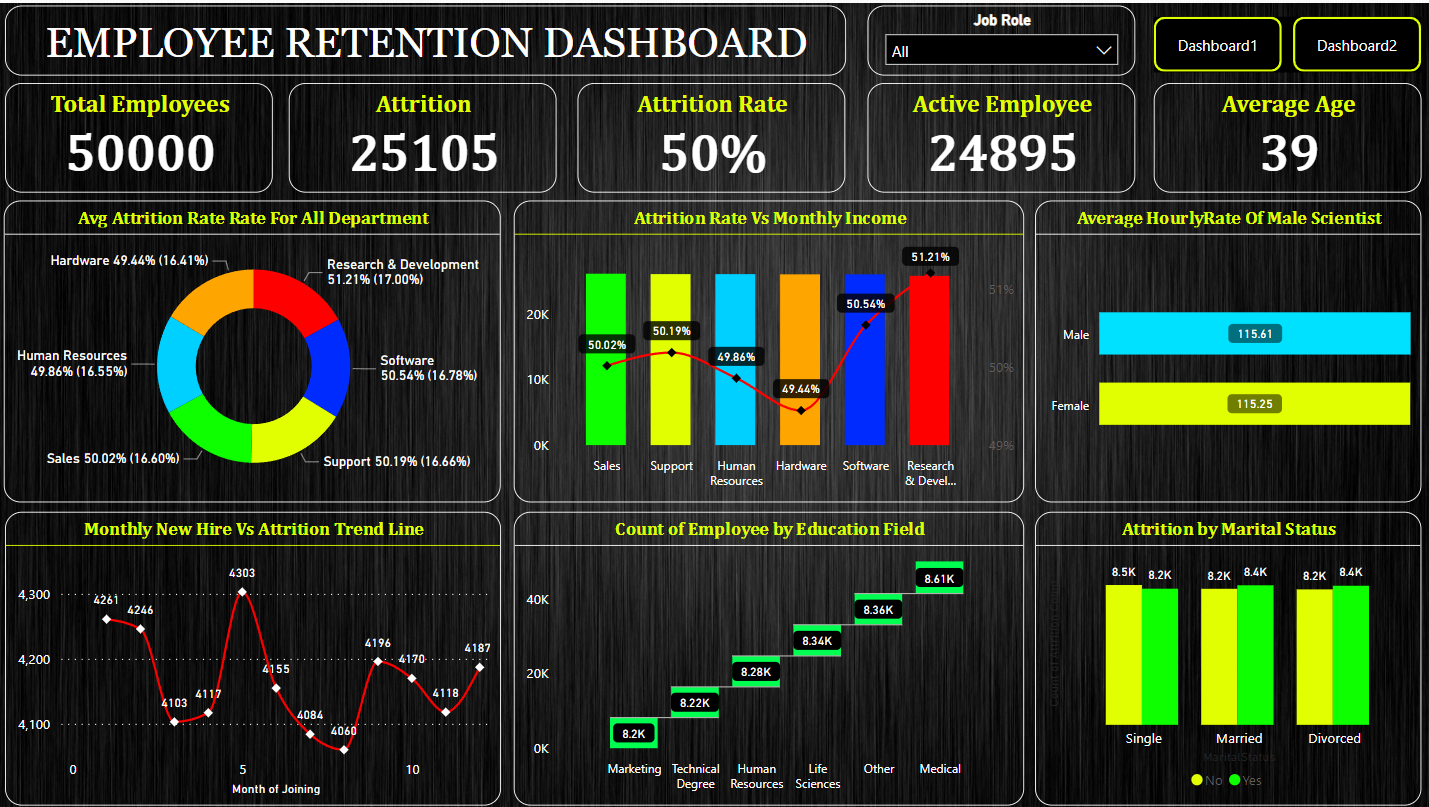 EMPLOYEE RETENTION DASHBOARD
Job Role
All
Dashboard1
Dashboard2
Total Employees
50000
Attrition
25105
Attrition Rate
50%
Active Employee
24895
Average Age
39
Avg Attrition Rate Rate For All Department
Hardware 49.44% (16.41%)
Research & Development
51.21% (17.00%)
Human Resources
49.86% (16.55%)
Software
50.54% (16.78%)
Sales 50.02% (16.60%)
Support 50.19% (16.66%)
Attrition Rate Vs Monthly Income
20K
10K
0K
50.02%
50.19%
49.86%
49.44%
50.54%
51.21%
51%
50%
49%
Sales
Support
Human
Resources
Hardware
Software
Research
& Devel...
Average HourlyRate Of Male Scientist
Male
115.61
Female
115.25
Monthly New Hire Vs Attrition Trend Line
4,300
4,200
4,100
4261
4246
4103
4117
4303
4155
4084
4060
4196
4170
4118
4187
0
5
10
Month of Joining
Count of Employee by Education Field
40K
20K
0K
8.2K
8.22K
8.28K
8.34K
8.36K
8.61K
Marketing
Technical
Degree
Human
Resources
Life
Sciences
Other
Medical
Attrition by Marital Status
8.5K
8.2K
8.2K
8.4K
8.2K
8.4K
Count of Attrition
Single
Married
Divorced
MaritalStatus
No
Yes